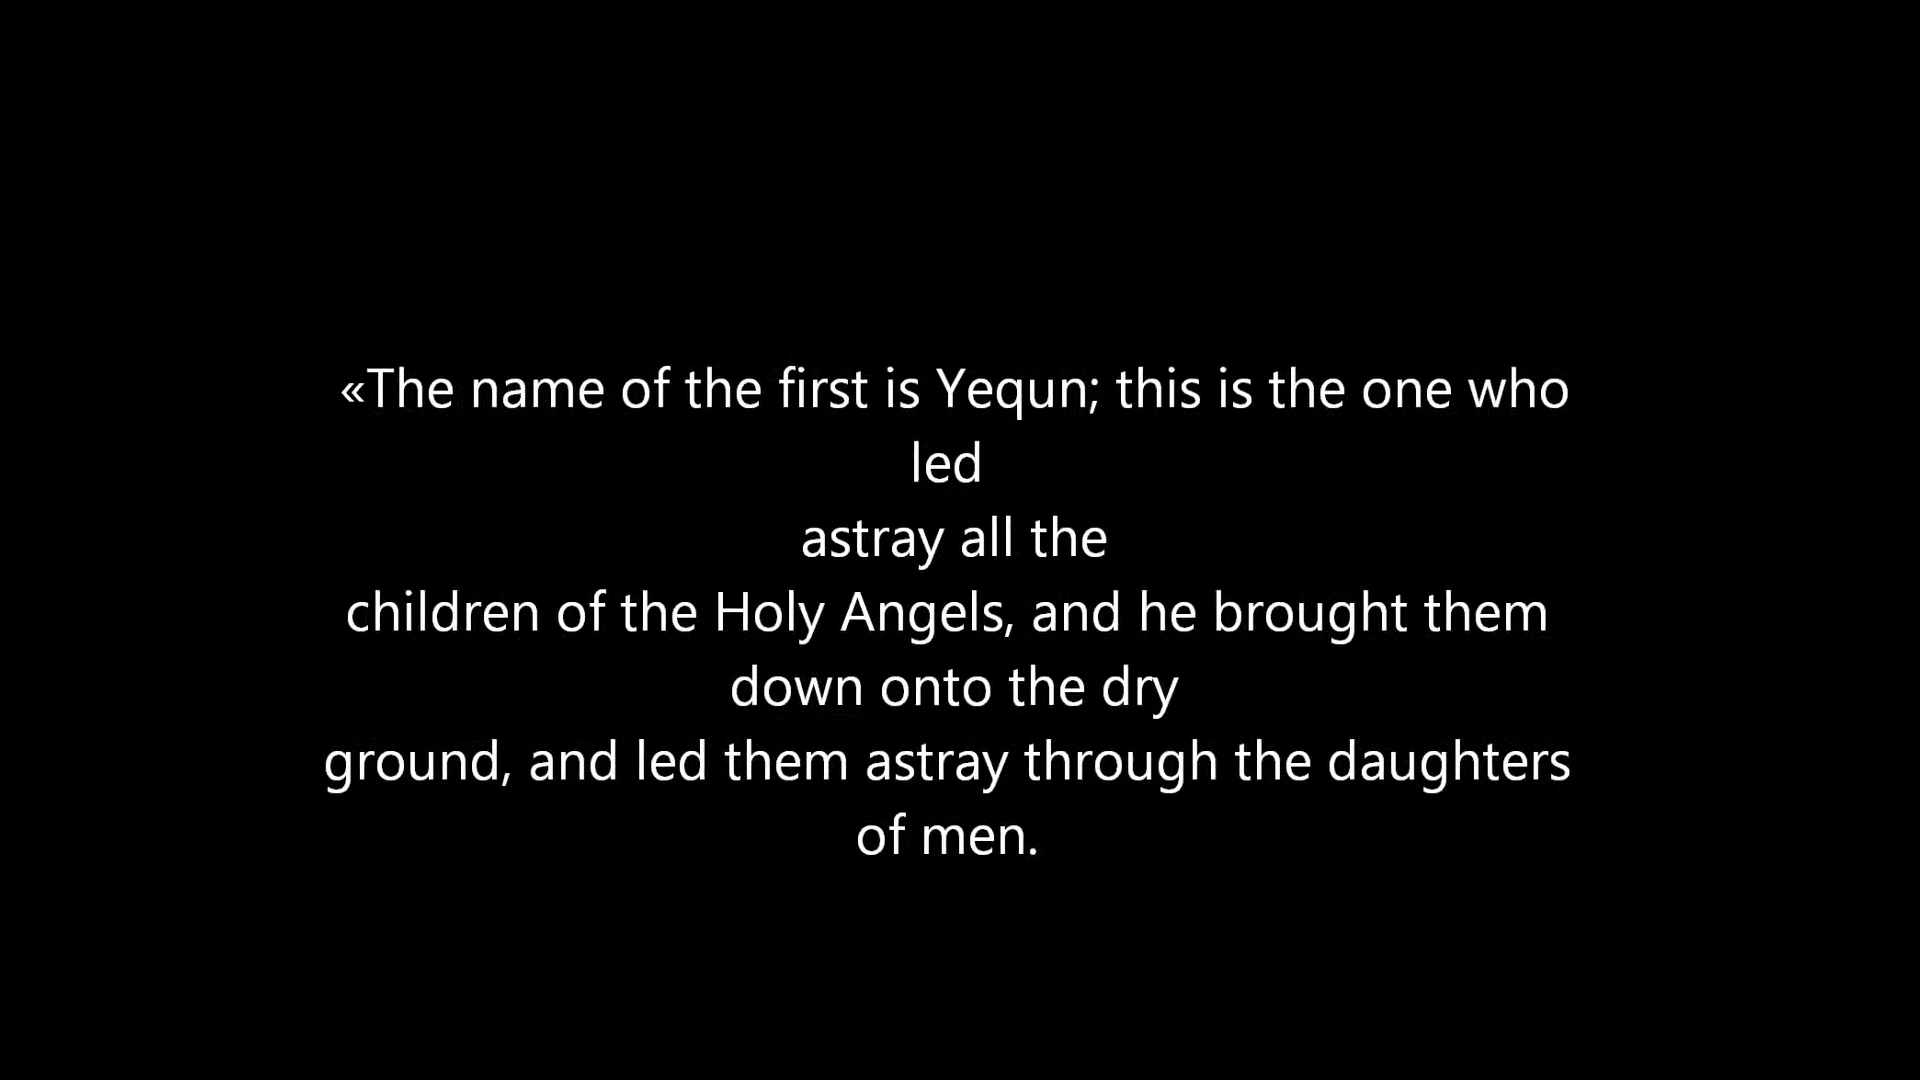 «The name of the first is Yequn; this is the one who
led
astray all the
children of the Holy Angels, and he brought them
down onto the dry
ground, and led them astray through the daughters
of men.